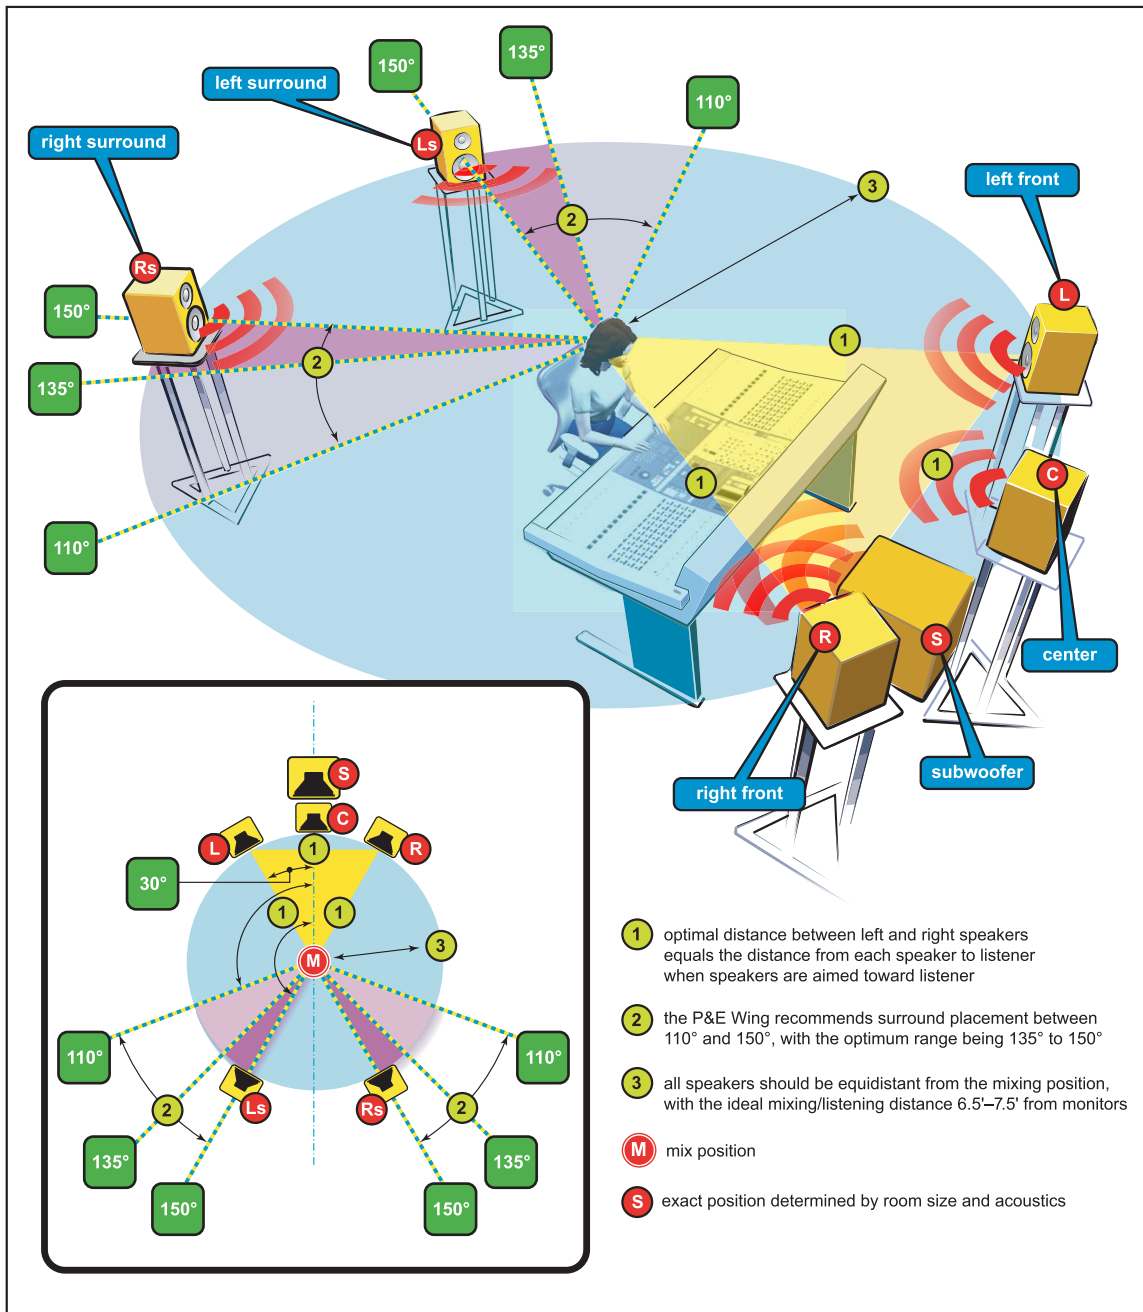 135°
150°
left surround
110°
right surround
Ls
left front
3
2
Rs
L
150°
1
2
135°
1
C
1
110°
R
S
center
subwoofer
right front
S
C
L
1
R
30°
1
1
3
M
110°
110°
2
Ls
Rs
2
135°
135°
150°
150°
1 optimal distance between left and right speakers
equals the distance from each speaker to listener
when speakers are aimed toward listener
2 the P&E Wing recommends surround placement between
110° and 150°, with the optimum range being 135° to 150°
3 all speakers should be equidistant from the mixing position,
with the ideal mixing/listening distance 6.5'–7.5' from monitors
M mix position
S exact position determined by room size and acoustics